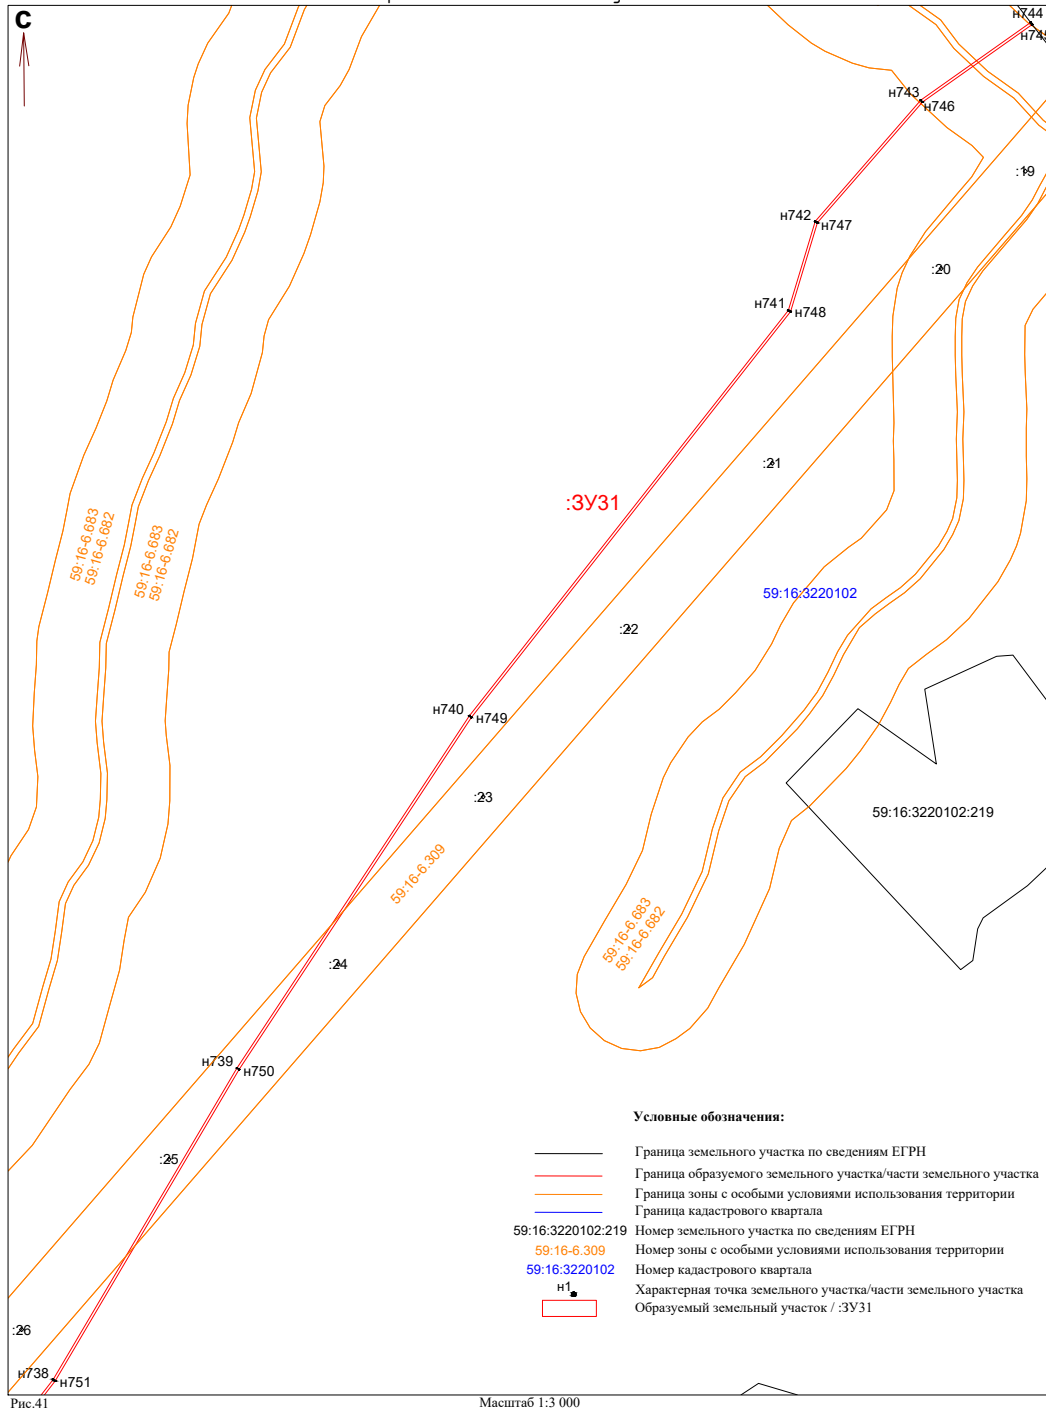 С
н744
н745
н743
н746
:19
н742
н747
:20
н741
н748
:21
:ЗУ31
59:16-6.683
59:16-6.682
59:16-6.683
59:16-6.682
59:16:3220102
:22
н740
н749
:23
59:16:3220102:219
59:16-6.309
59:16-6.683
59:16-6.682
:24
н739
н750
:25
:26
н738
н751
Условные обозначения:
Граница земельного участка по сведениям ЕГРН
Граница образуемого земельного участка/части земельного участка
Граница зоны с особыми условиями использования территории
Граница кадастрового квартала
59:16:3220102:219 Номер земельного участка по сведениям ЕГРН
59:16-6.309 Номер зоны с особыми условиями использования территории
59:16:3220102 Номер кадастрового квартала
н1 Характерная точка земельного участка/части земельного участка
Образуемый земельный участок / :ЗУ31
Рис.41
Масштаб 1:3 000